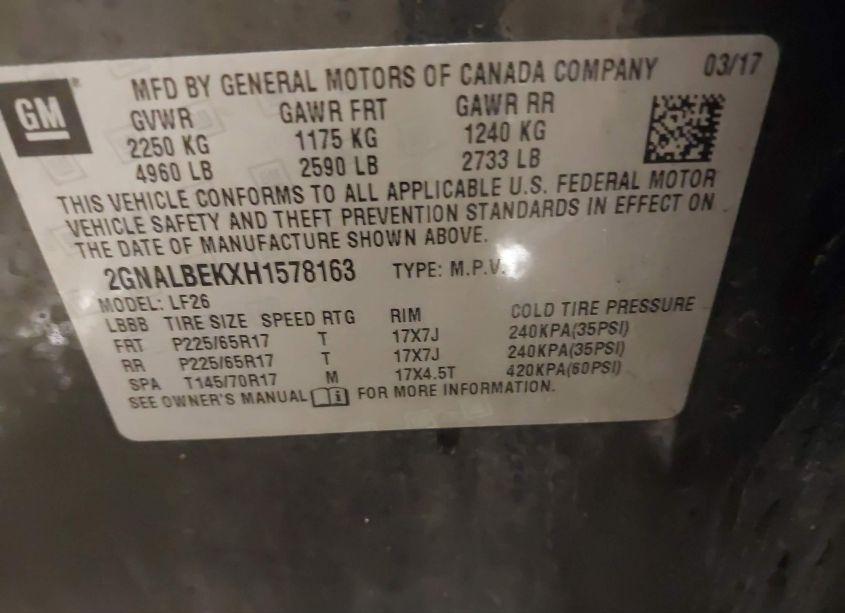 GM
MFD BY GENERAL MOTORS OF CANADA COMPANY 03/17
GVWR GAWR FRT GAWR RR
2250 KG 1175 KG 1240 KG
4960 LB 2590 LB 2733 LB
THIS VEHICLE CONFORMS TO ALL APPLICABLE U.S. FEDERAL MOTOR
VEHICLE SAFETY AND THEFT PREVENTION STANDARDS IN EFFECT ON
THE DATE OF MANUFACTURE SHOWN ABOVE.
2GNALBEKXH1578163 TYPE: M.P.V.
MODEL: LF26
LBBB TIRE SIZE SPEED RTG RIM COLD TIRE PRESSURE
FRT P225/65R17 T 17X7J 240KPA(35PSI)
RR P225/65R17 T 17X7J 240KPA(35PSI)
SPA T145/70R17 M 17X4.5T 420KPA(60PSI)
SEE OWNER'S MANUAL i FOR MORE INFORMATION.